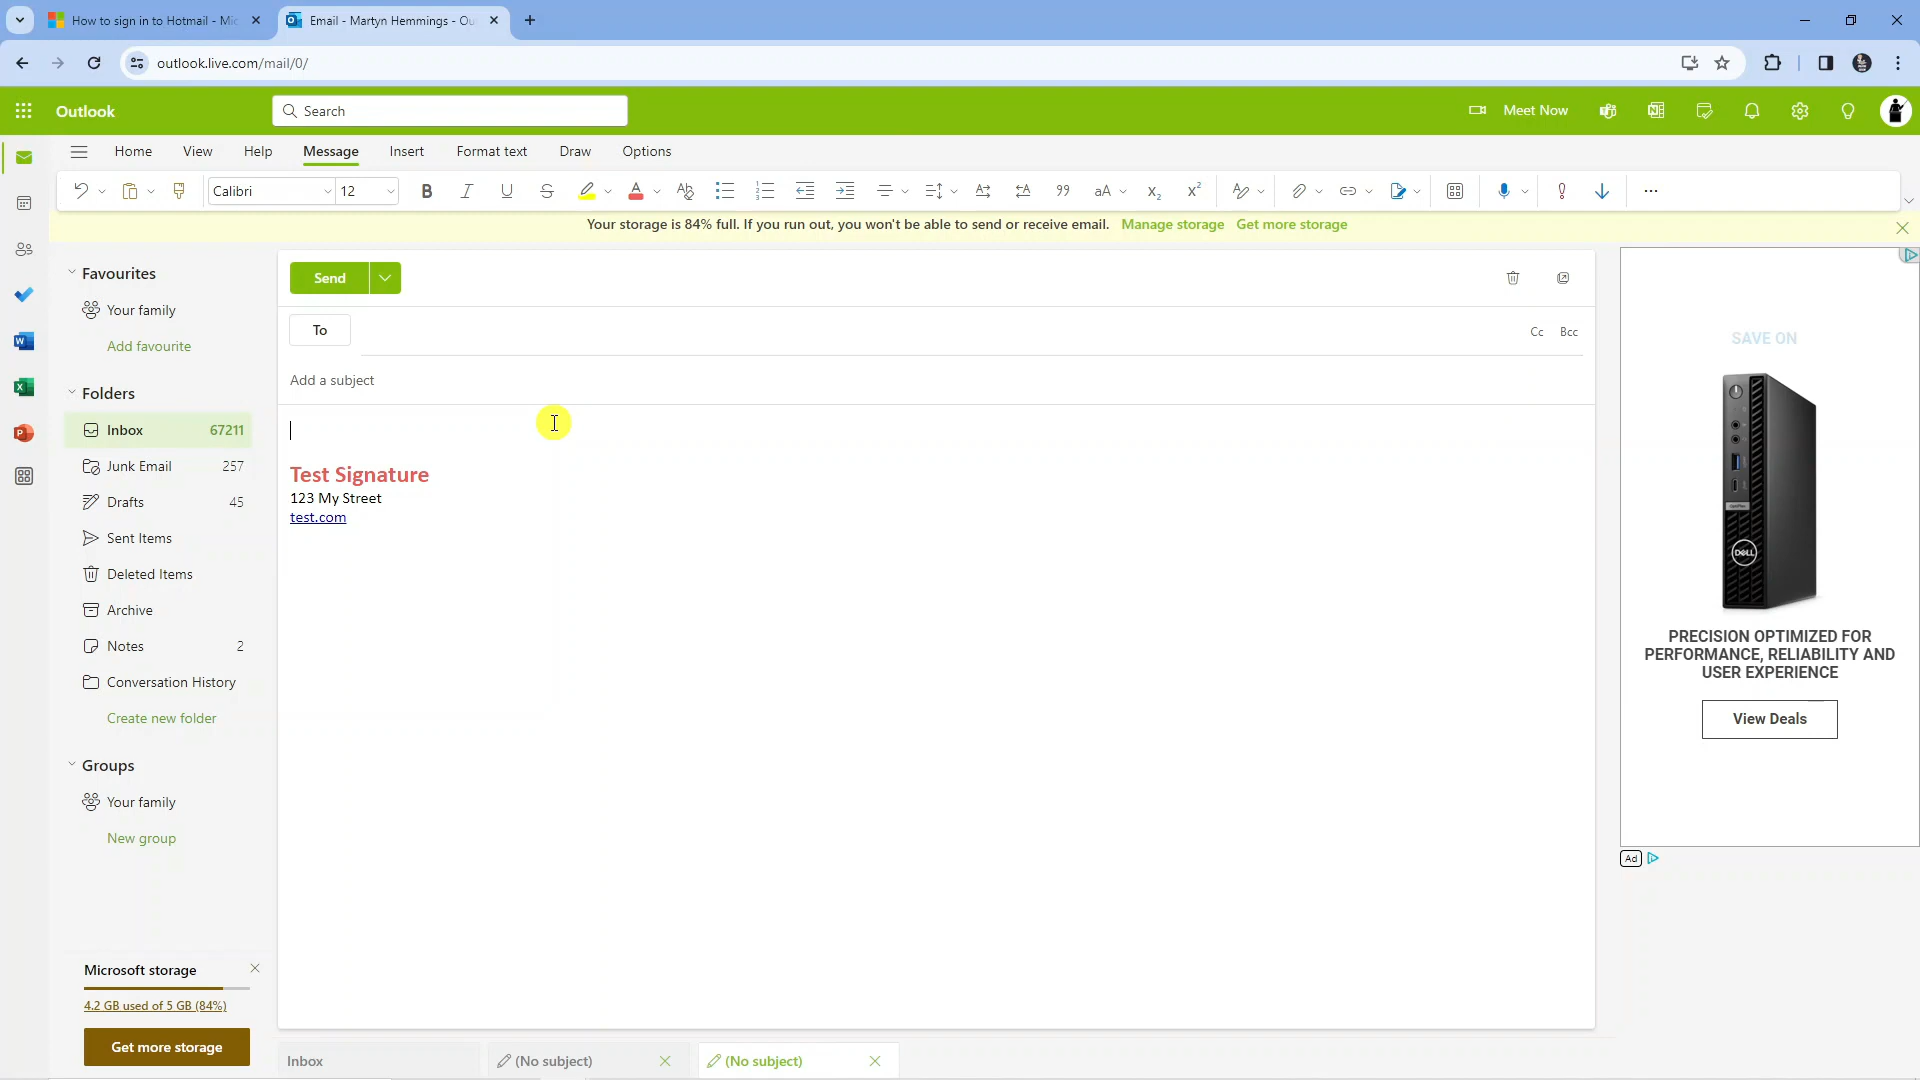 How to sign in to Hotmail - Mic
Email - Martyn Hemmings - Ou
outlook.live.com/mail/0/
Outlook
Search
Meet Now
Home View Help Message Insert Format text Draw Options
Calibri 12
Your storage is 84% full. If you run out, you won't be able to send or receive email. Manage storage Get more storage
Favourites
Your family
Add favourite
Folders
Inbox 67211
Junk Email 257
Drafts 45
Sent Items
Deleted Items
Archive
Notes 2
Conversation History
Create new folder
Groups
Your family
New group
Microsoft storage
4.2 GB used of 5 GB (84%)
Get more storage
Send
To
Cc Bcc
Add a subject
Test Signature
123 My Street
test.com
Inbox
(No subject)
(No subject)
SAVE ON
OptiPlex
DELL
PRECISION OPTIMIZED FOR
PERFORMANCE, RELIABILITY AND
USER EXPERIENCE
View Deals
Ad